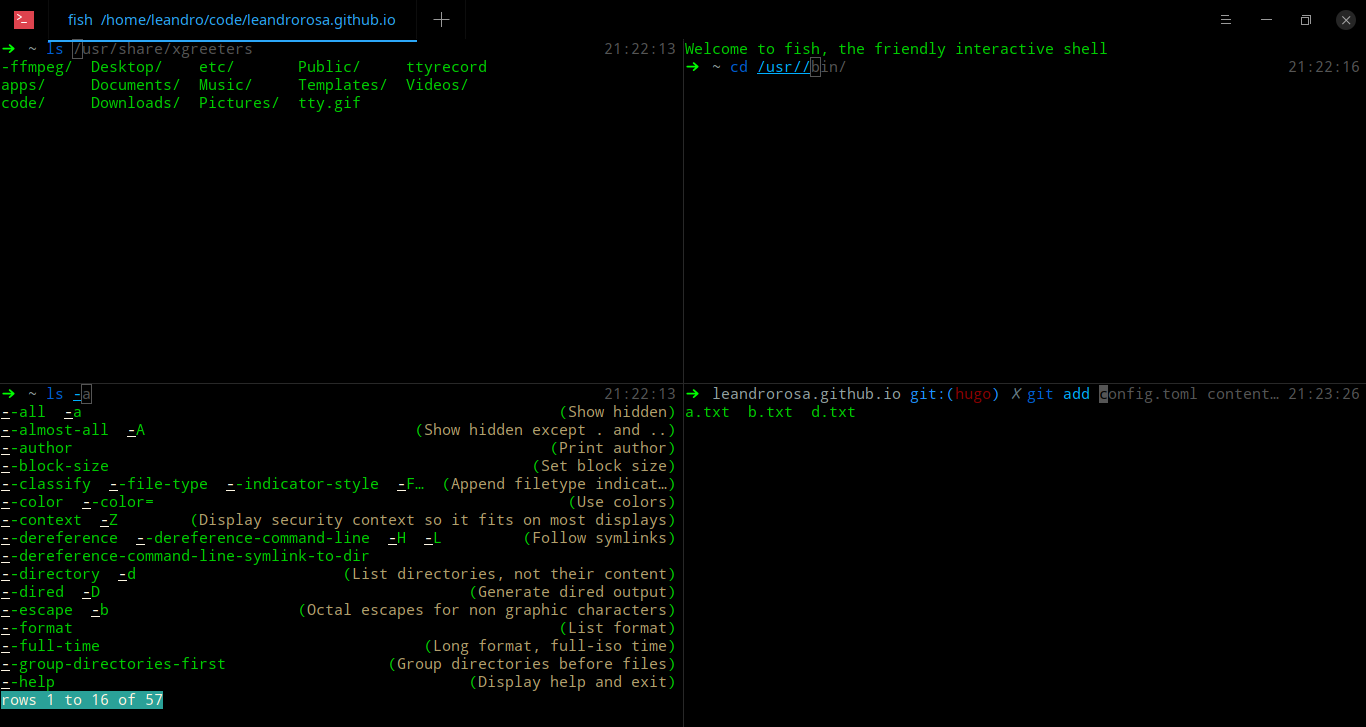 fish /home/leandro/code/leandrorosa.github.io
➜ ~ ls /usr/share/xgreeters 21:22:13
-ffmpeg/ Desktop/ etc/ Public/ ttyrecord
apps/ Documents/ Music/ Templates/ Videos/
code/ Downloads/ Pictures/ tty.gif
Welcome to fish, the friendly interactive shell
➜ ~ cd /usr//bin/ 21:22:16
➜ ~ ls -a 21:22:13
--all -a (Show hidden)
--almost-all -A (Show hidden except . and ..)
--author (Print author)
--block-size (Set block size)
--classify --file-type --indicator-style -F… (Append filetype indicat…)
--color --color= (Use colors)
--context -Z (Display security context so it fits on most displays)
--dereference --dereference-command-line -H -L (Follow symlinks)
--dereference-command-line-symlink-to-dir
--directory -d (List directories, not their content)
--dired -D (Generate dired output)
--escape -b (Octal escapes for non graphic characters)
--format (List format)
--full-time (Long format, full-iso time)
--group-directories-first (Group directories before files)
--help (Display help and exit)
rows 1 to 16 of 57
➜ leandrorosa.github.io git:(hugo) ✗ git add config.toml content… 21:23:26
a.txt b.txt d.txt